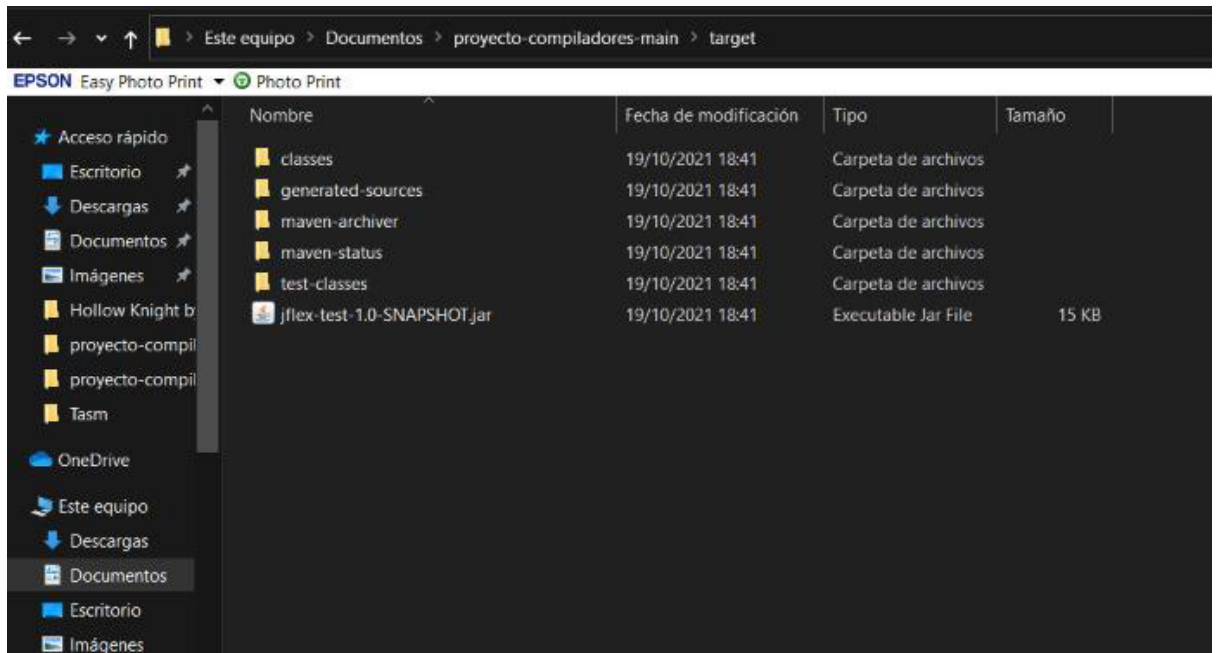 Este equipo > Documentos > proyecto-compiladores-main > target
EPSON Easy Photo Print Photo Print
Nombre Fecha de modificación Tipo Tamaño
Acceso rápido
Escritorio
Descargas
Documentos
Imágenes
Hollow Knight b
proyecto-compil
proyecto-compil
Tasm
OneDrive
Este equipo
Descargas
Documentos
Escritorio
Imágenes
classes 19/10/2021 18:41 Carpeta de archivos
generated-sources 19/10/2021 18:41 Carpeta de archivos
maven-archiver 19/10/2021 18:41 Carpeta de archivos
maven-status 19/10/2021 18:41 Carpeta de archivos
test-classes 19/10/2021 18:41 Carpeta de archivos
jflex-test-1.0-SNAPSHOT.jar 19/10/2021 18:41 Executable Jar File 15 KB